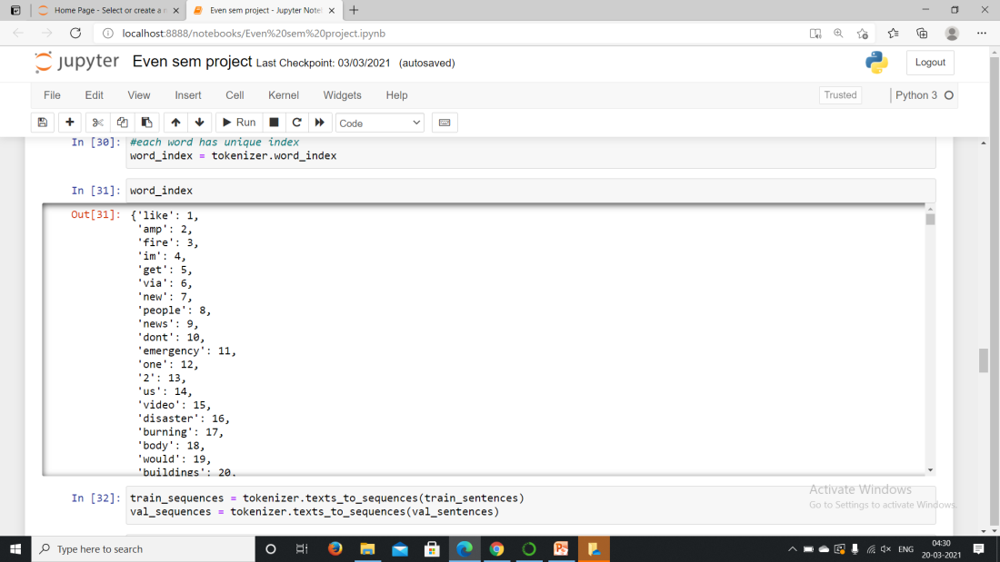 Home Page - Select or create a n
Even sem project - Jupyter Note
localhost:8888/notebooks/Even%20sem%20project.ipynb
jupyter Even sem project Last Checkpoint: 03/03/2021 (autosaved)
Logout
File Edit View Insert Cell Kernel Widgets Help
Trusted
Python 3
Run
Code
In [30]: #each word has unique index
word_index = tokenizer.word_index
In [31]: word_index
Out[31]: {'like': 1,
'amp': 2,
'fire': 3,
'im': 4,
'get': 5,
'via': 6,
'new': 7,
'people': 8,
'news': 9,
'dont': 10,
'emergency': 11,
'one': 12,
'2': 13,
'us': 14,
'video': 15,
'disaster': 16,
'burning': 17,
'body': 18,
'would': 19,
'buildings': 20,
In [32]: train_sequences = tokenizer.texts_to_sequences(train_sentences)
val_sequences = tokenizer.texts_to_sequences(val_sentences)
Activate Windows
Go to Settings to activate Windows.
Type here to search
ENG
04:30
20-03-2021